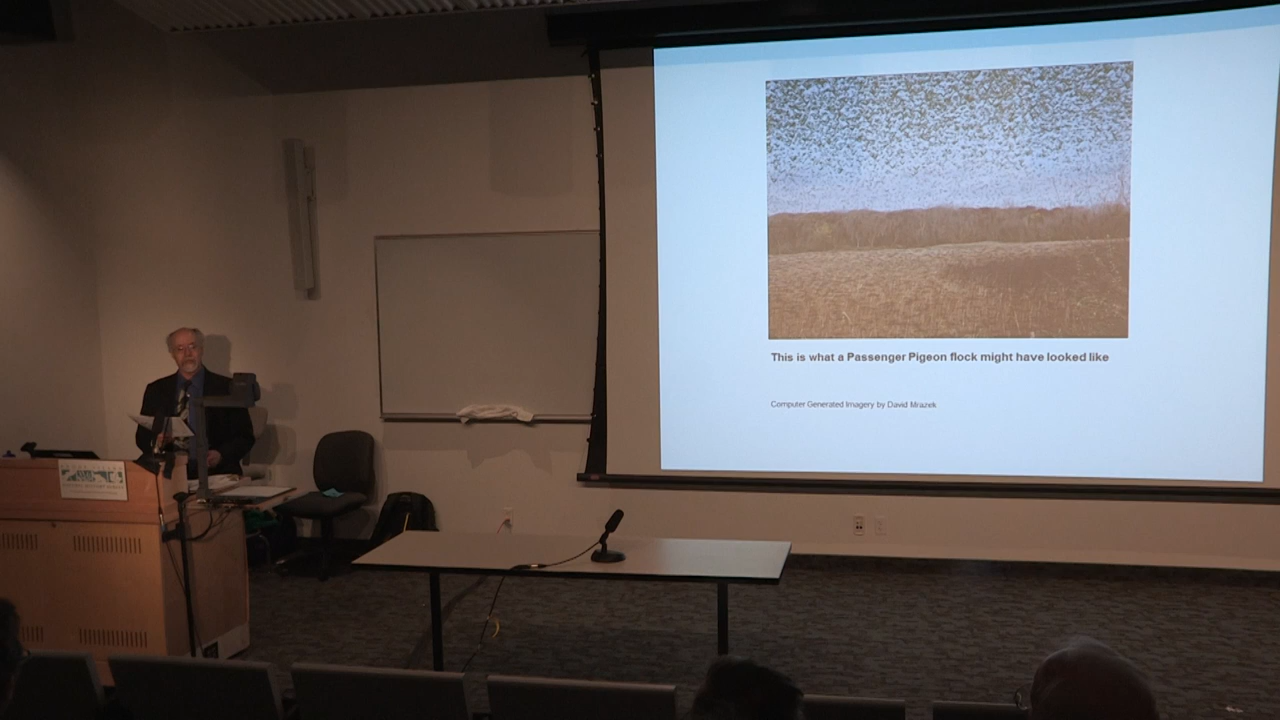 This is what a Passenger Pigeon flock might have looked like
Computer Generated Imagery by David Mrazek